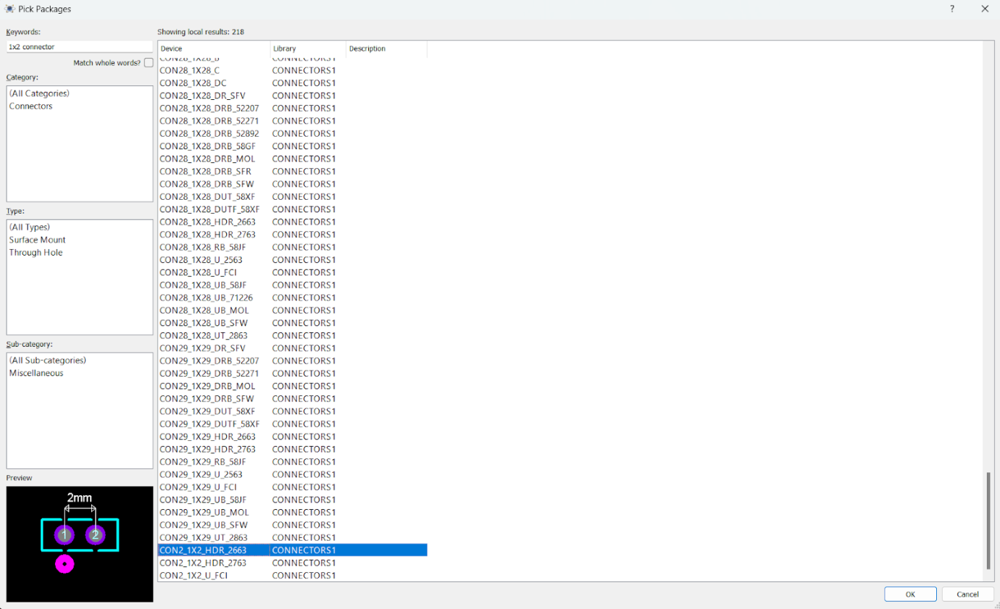 Pick Packages
?
Keywords:
Showing local results: 218
1x2 connector
Match whole words?
Category:
(All Categories)
Connectors
Type:
(All Types)
Surface Mount
Through Hole
Sub-category:
(All Sub-categories)
Miscellaneous
Preview
2mm
1 2
Device Library Description
CON28_1X28_B CONNECTORS1
CON28_1X28_C CONNECTORS1
CON28_1X28_DC CONNECTORS1
CON28_1X28_DR_SFV CONNECTORS1
CON28_1X28_DRB_52207 CONNECTORS1
CON28_1X28_DRB_52271 CONNECTORS1
CON28_1X28_DRB_52892 CONNECTORS1
CON28_1X28_DRB_58GF CONNECTORS1
CON28_1X28_DRB_MOL CONNECTORS1
CON28_1X28_DRB_SFR CONNECTORS1
CON28_1X28_DRB_SFW CONNECTORS1
CON28_1X28_DUT_58XF CONNECTORS1
CON28_1X28_DUTF_58XF CONNECTORS1
CON28_1X28_HDR_2663 CONNECTORS1
CON28_1X28_HDR_2763 CONNECTORS1
CON28_1X28_RB_58JF CONNECTORS1
CON28_1X28_U_2563 CONNECTORS1
CON28_1X28_U_FCI CONNECTORS1
CON28_1X28_UB_58JF CONNECTORS1
CON28_1X28_UB_71226 CONNECTORS1
CON28_1X28_UB_MOL CONNECTORS1
CON28_1X28_UB_SFW CONNECTORS1
CON28_1X28_UT_2863 CONNECTORS1
CON29_1X29_DR_SFV CONNECTORS1
CON29_1X29_DRB_52207 CONNECTORS1
CON29_1X29_DRB_52271 CONNECTORS1
CON29_1X29_DRB_MOL CONNECTORS1
CON29_1X29_DRB_SFW CONNECTORS1
CON29_1X29_DUT_58XF CONNECTORS1
CON29_1X29_DUTF_58XF CONNECTORS1
CON29_1X29_HDR_2663 CONNECTORS1
CON29_1X29_HDR_2763 CONNECTORS1
CON29_1X29_RB_58JF CONNECTORS1
CON29_1X29_U_2563 CONNECTORS1
CON29_1X29_U_FCI CONNECTORS1
CON29_1X29_UB_58JF CONNECTORS1
CON29_1X29_UB_MOL CONNECTORS1
CON29_1X29_UB_SFW CONNECTORS1
CON29_1X29_UT_2863 CONNECTORS1
CON2_1X2_HDR_2663 CONNECTORS1
CON2_1X2_HDR_2763 CONNECTORS1
CON2_1X2_U_FCI CONNECTORS1
OK Cancel